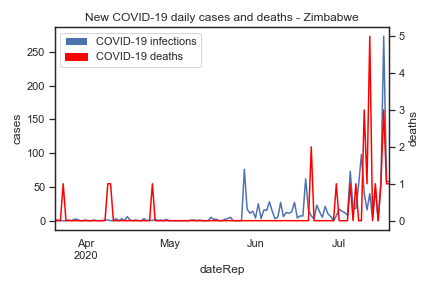 New COVID-19 daily cases and deaths - Zimbabwe
COVID-19 infections
COVID-19 deaths
cases
250
200
150
100
50
0
deaths
5
4
3
2
1
0
Apr
2020
May
Jun
Jul
dateRep